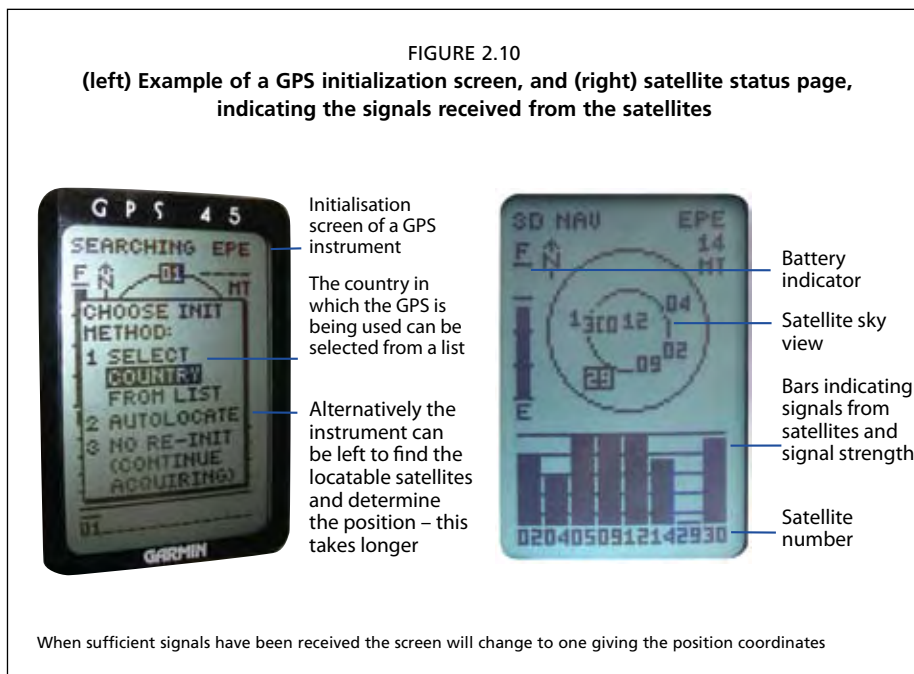 FIGURE 2.10
(left) Example of a GPS initialization screen, and (right) satellite status page,
indicating the signals received from the satellites
GPS 45
SEARCHING EPE
F N 01
MT
CHOOSE INIT
METHOD:
1 SELECT
COUNTRY
FROM LIST
2 AUTOLOCATE
3 NO RE-INIT
(CONTINUE
ACQUIRING)
01
GARMIN
Initialisation
screen of a GPS
instrument
The country in
which the GPS is
being used can be
selected from a list
Alternatively the
instrument can
be left to find the
locatable satellites
and determine
the position – this
takes longer
3D NAV EPE
14
F N MT
04
12
02
09
E
020405091212142930
Battery
indicator
Satellite sky
view
Bars indicating
signals from
satellites and
signal strength
Satellite
number
When sufficient signals have been received the screen will change to one giving the position coordinates